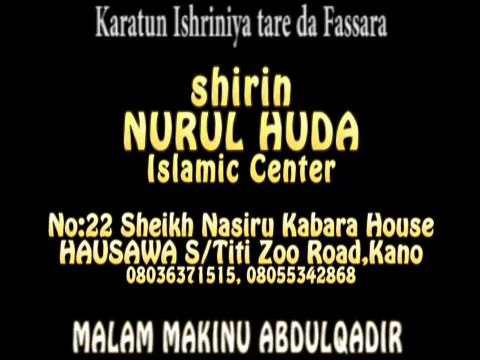 Karatun Ishriniya tare da Fassara
shirin
NURUL HUDA
Islamic Center
No:22 Sheikh Nasiru Kabara House
HAUSAWA S/Titi Zoo Road,Kano
08036371515, 08055342868
MALAM MAKINU ABDULQADIR